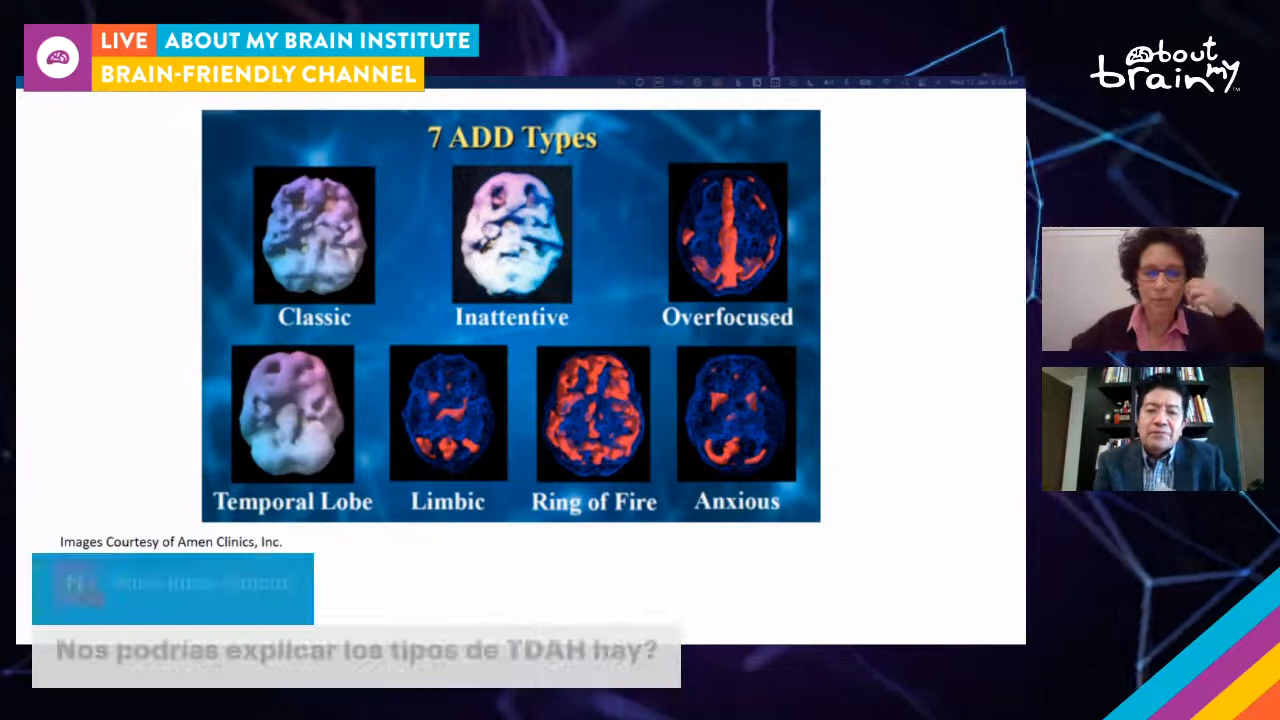 LIVE ABOUT MY BRAIN INSTITUTE
BRAIN-FRIENDLY CHANNEL
about
my
brain
7 ADD Types
Classic
Inattentive
Overfocused
Temporal Lobe
Limbic
Ring of Fire
Anxious
Images Courtesy of Amen Clinics, Inc.
Nos podrías explicar los tipos de TDAH hay?